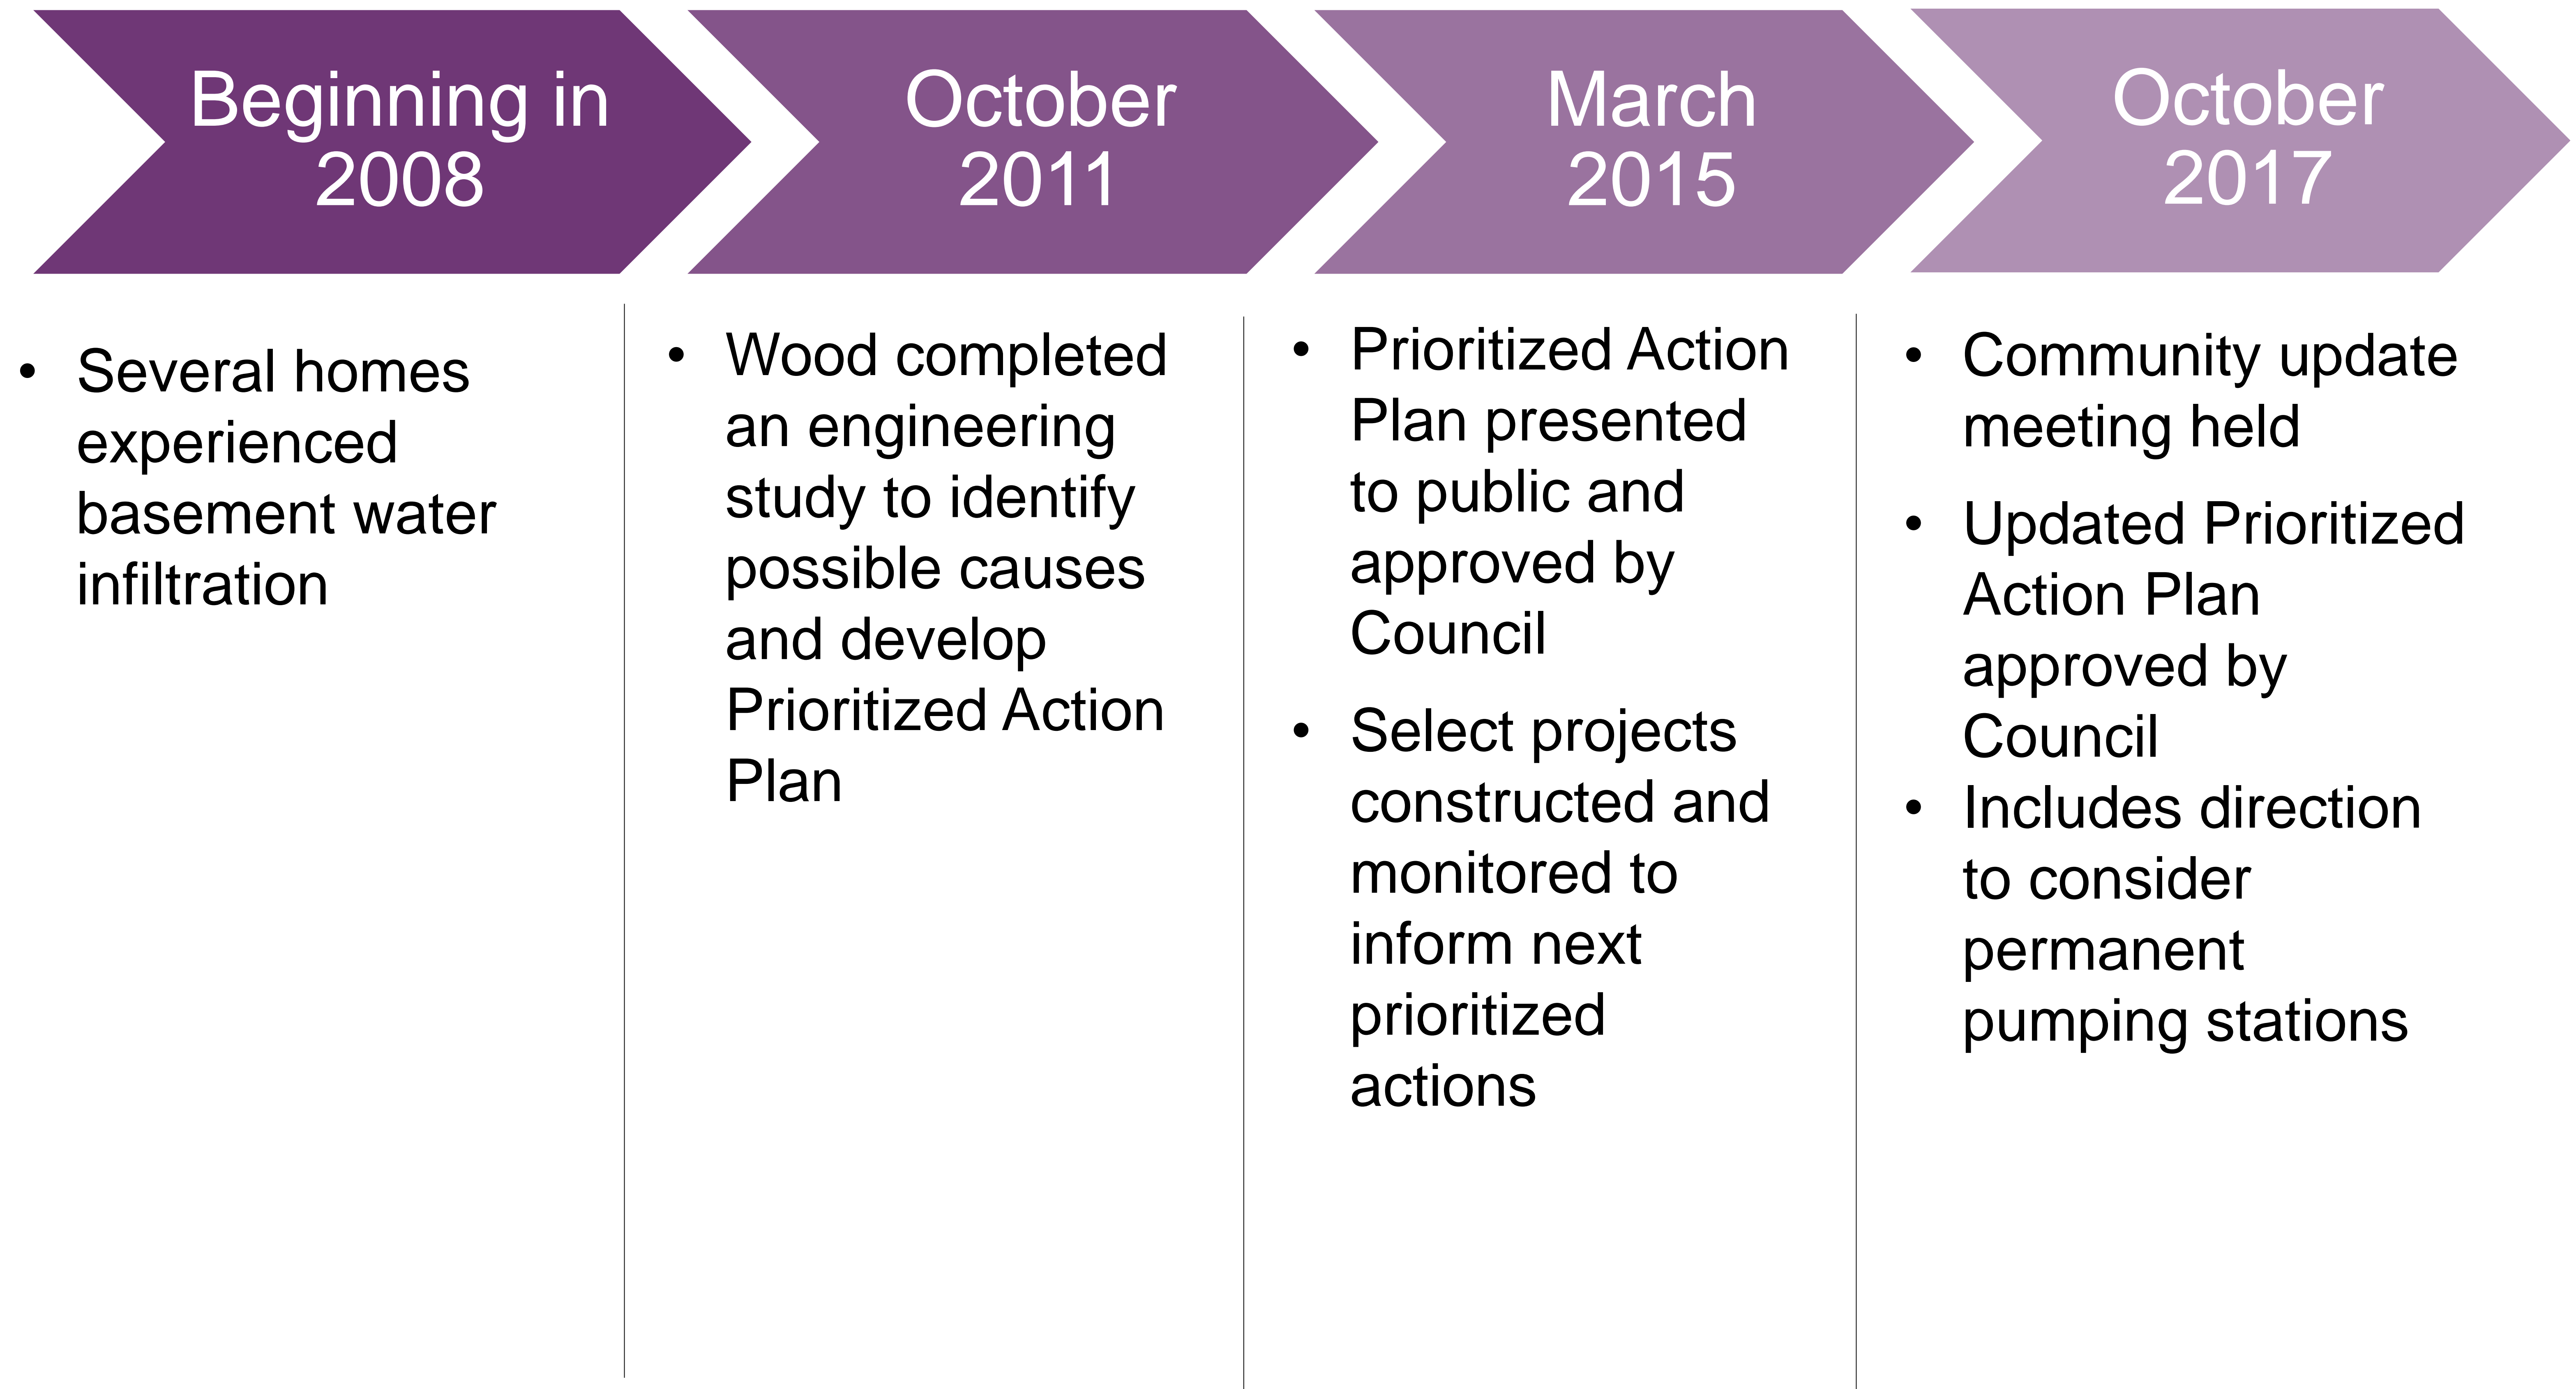 Beginning in
2008
October
2011
March
2015
October
2017
• Several homes
experienced
basement water
infiltration
• Wood completed
an engineering
study to identify
possible causes
and develop
Prioritized Action
Plan
• Prioritized Action
Plan presented
to public and
approved by
Council
• Select projects
constructed and
monitored to
inform next
prioritized
actions
• Community update
meeting held
• Updated Prioritized
Action Plan
approved by
Council
• Includes direction
to consider
permanent
pumping stations